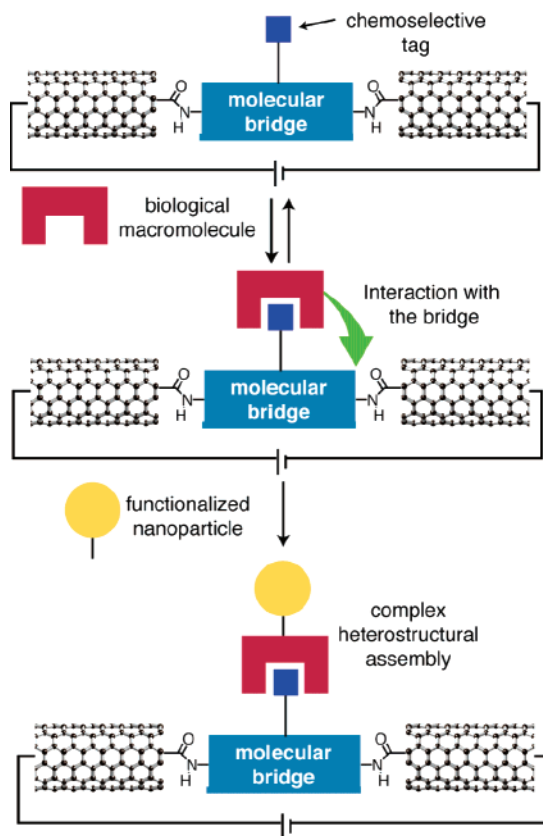 chemoselective
tag
O
molecular
bridge
O
N
H
N
H
biological
macromolecule
Interaction with
the bridge
O
molecular
bridge
O
N
H
N
H
functionalized
nanoparticle
complex
heterostructural
assembly
O
molecular
bridge
O
N
H
N
H